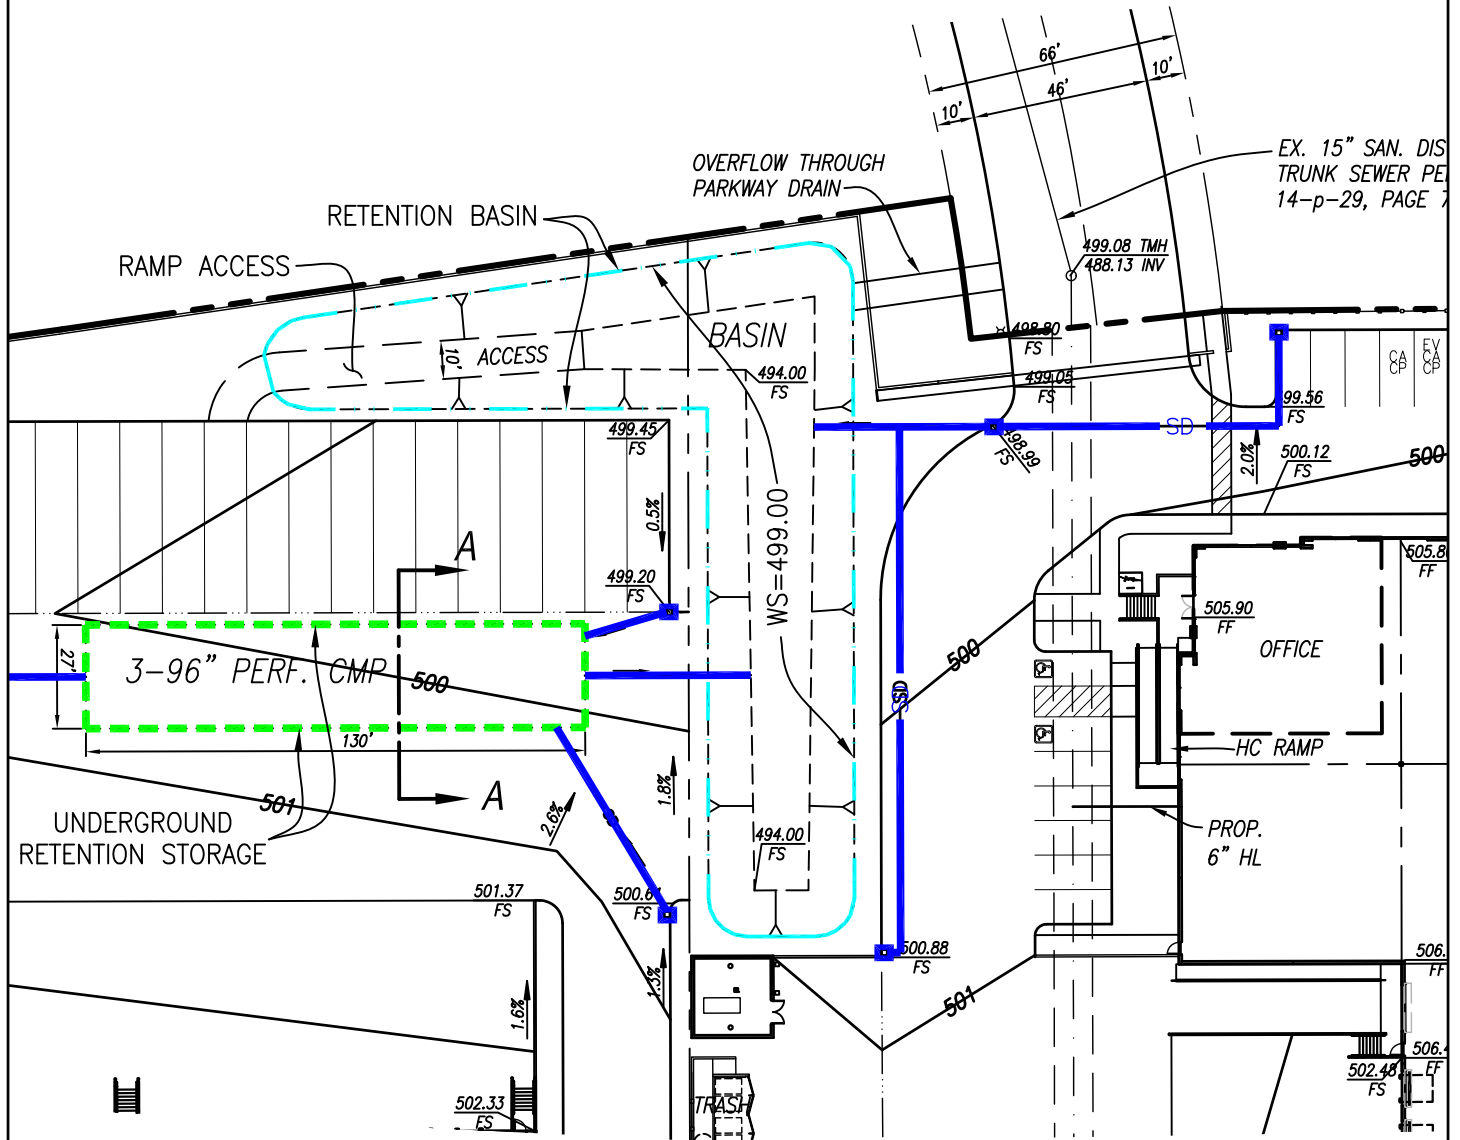 66'
46'
10'
10'
EX. 15" SAN. DIS
TRUNK SEWER PE
14-p-29, PAGE
OVERFLOW THROUGH
PARKWAY DRAIN
RETENTION BASIN
RAMP ACCESS
499.08 TMH
488.13 INV
BASIN
498.80
FS
10'
ACCESS
494.00
FS
499.05
FS
CA
CP
EV
CA
CP
99.56
FS
499.45
FS
SD
498.99
FS
2.0%
500.12
FS
500
0.5%
WS=499.00
A
499.20
FS
505.8
FF
505.90
FF
OFFICE
27'
3-96" PERF. CMP
500
500
SD
130'
HC RAMP
1.8%
501
A
2.6%
UNDERGROUND
RETENTION STORAGE
494.00
FS
PROP.
6" HL
501.37
FS
500.61
FS
500.88
FS
506.
FF
1.3%
1.6%
501
506.4
FF
502.48
FS
502.33
FS
TRASH